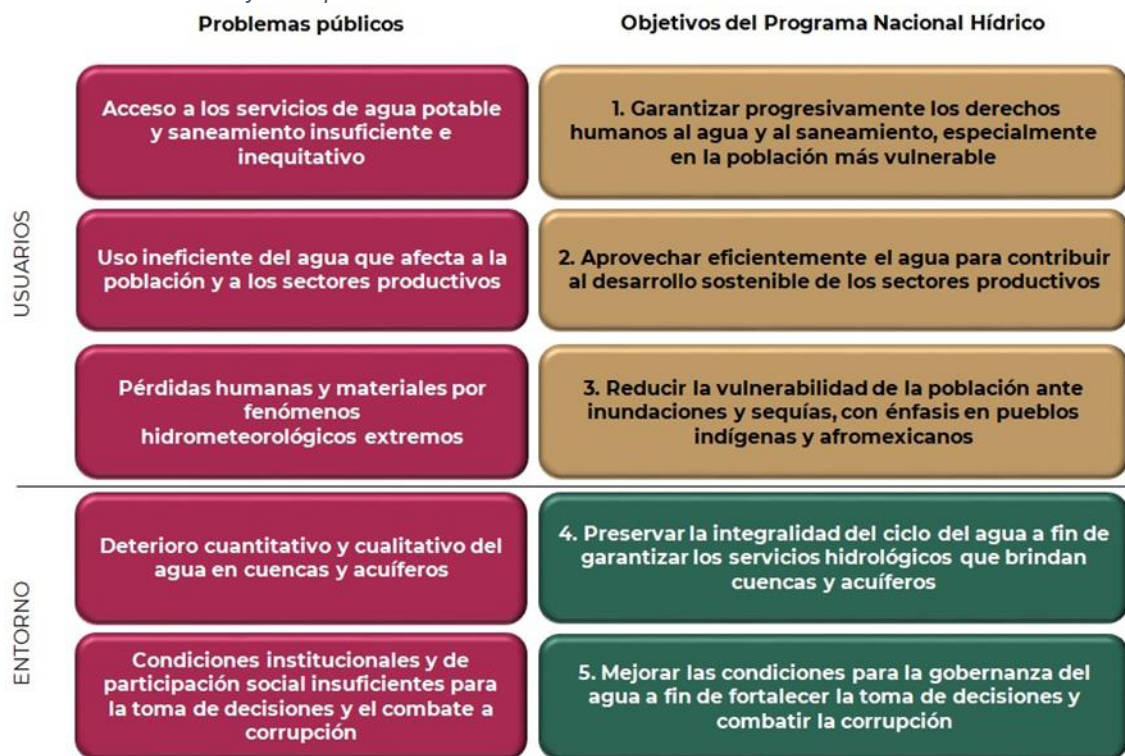 Problemas públicos
Objetivos del Programa Nacional Hídrico
USUARIOS
Acceso a los servicios de agua potable
y saneamiento insuficiente e
inequitativo
1. Garantizar progresivamente los derechos
humanos al agua y al saneamiento, especialmente
en la población más vulnerable
Uso ineficiente del agua que afecta a la
población y a los sectores productivos
2. Aprovechar eficientemente el agua para contribuir
al desarrollo sostenible de los sectores productivos
Pérdidas humanas y materiales por
fenómenos
hidrometeorológicos extremos
3. Reducir la vulnerabilidad de la población ante
inundaciones y sequías, con énfasis en pueblos
indígenas y afromexicanos
ENTORNO
Deterioro cuantitativo y cualitativo del
agua en cuencas y acuíferos
4. Preservar la integralidad del ciclo del agua a fin de
garantizar los servicios hidrológicos que brindan
cuencas y acuíferos
Condiciones institucionales y de
participación social insuficientes para
la toma de decisiones y el combate a
corrupción
5. Mejorar las condiciones para la gobernanza del
agua a fin de fortalecer la toma de decisiones y
combatir la corrupción